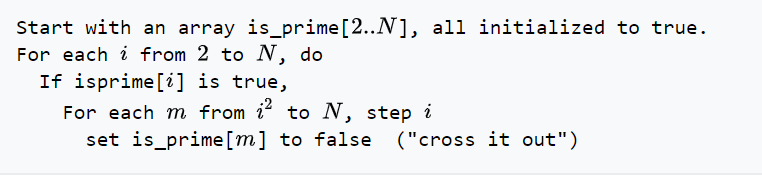 Start with an array is_prime[2..N], all initialized to true.
For each i from 2 to N, do
If isprime[i] is true,
For each m from i² to N, step i
set is_prime[m] to false ("cross it out")